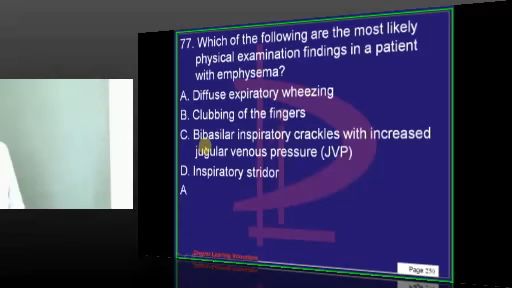 77. Which of the following are the most likely
physical examination findings in a patient
with emphysema?
A. Diffuse expiratory wheezing
B. Clubbing of the fingers
C. Bibasilar inspiratory crackles with increased
jugular venous pressure (JVP)
D. Inspiratory stridor
A
Page 259